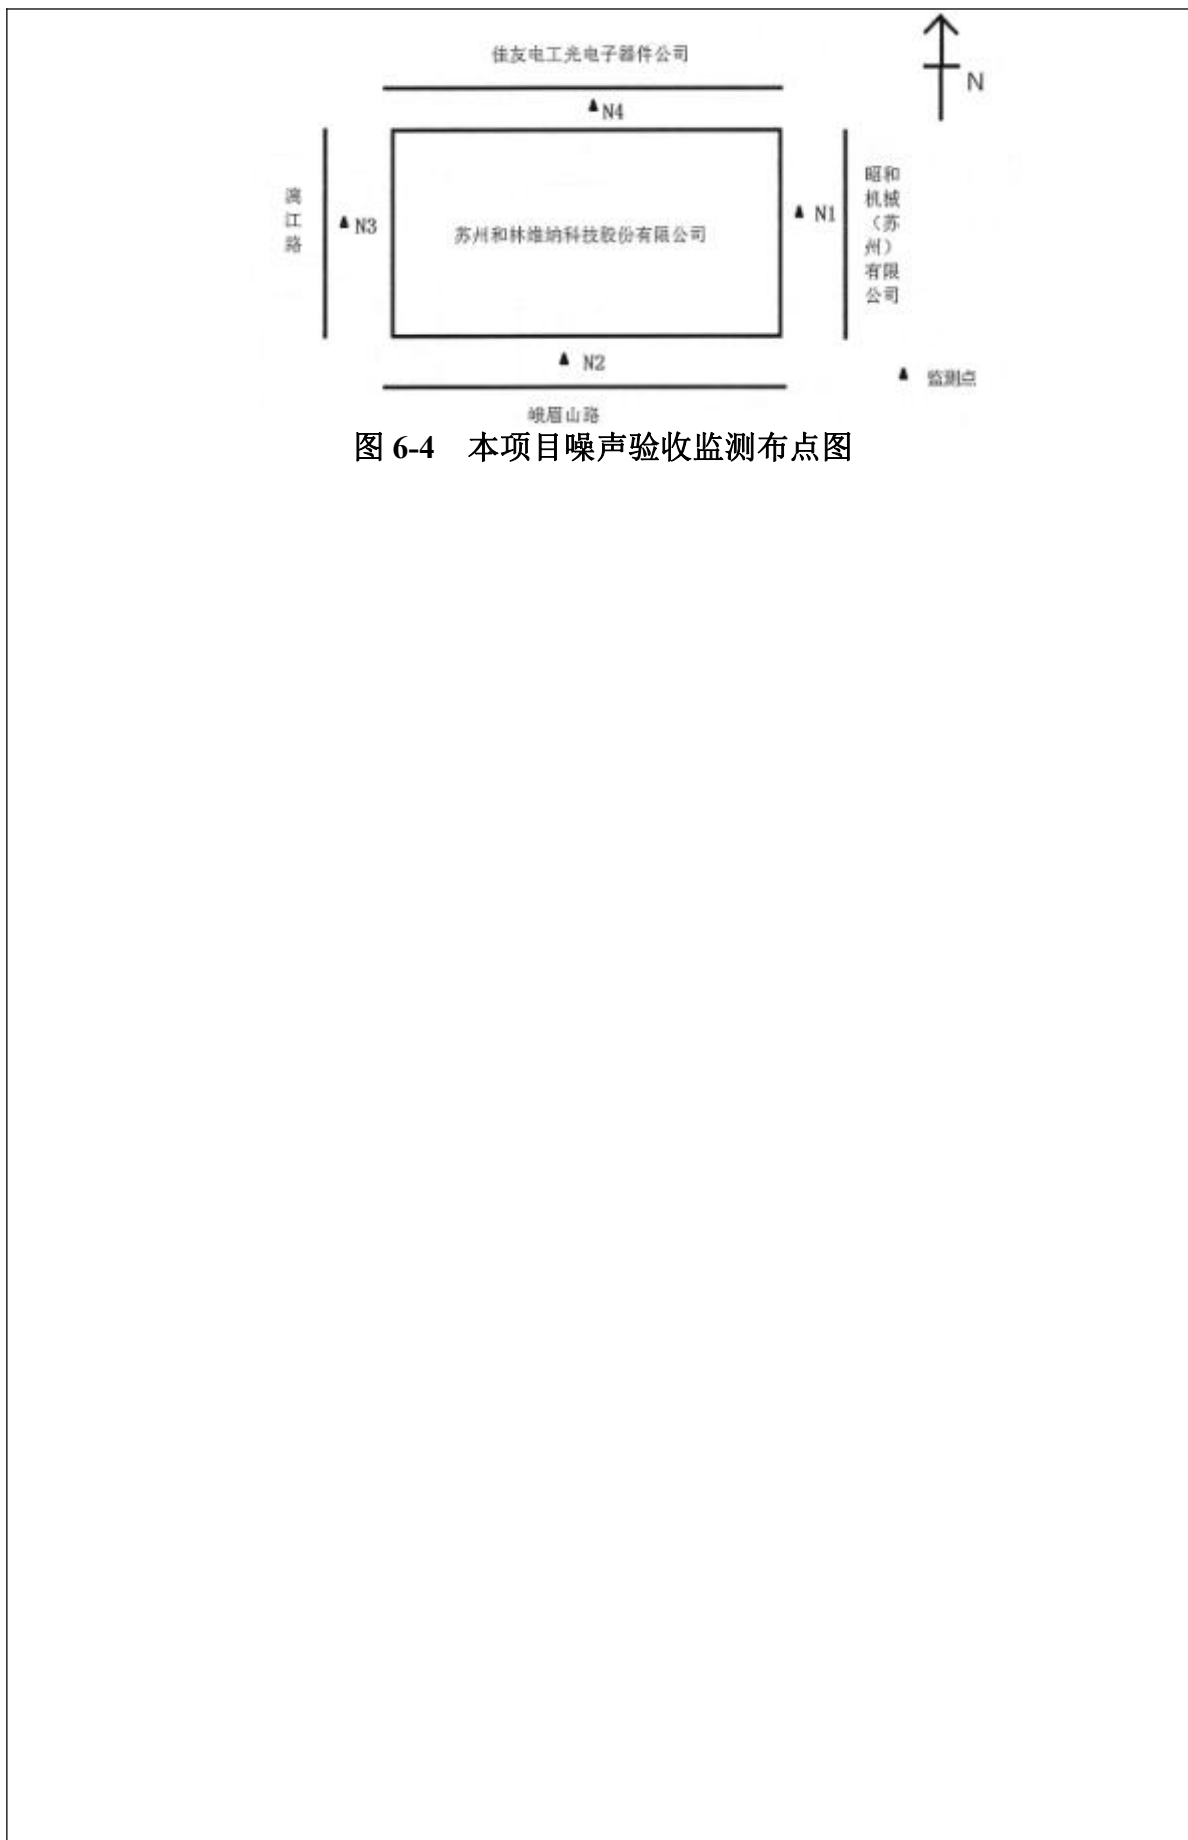 佳友电工光电子器件公司
N
N4
漓
江
路
N3
苏州和林维纳科技股份有限公司
N1
昭和
机械
（苏
州）
有限
公司
N2
监测点
峨眉山路
图 6-4 本项目噪声验收监测布点图